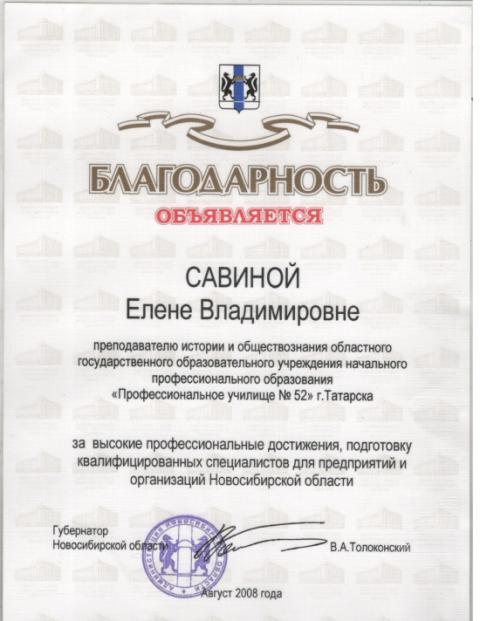 БЛАГОДАРНОСТЬ
ОБЪЯВЛЯЕТСЯ
САВИНОЙ
Елене Владимировне
преподавателю истории и обществознания областного
государственного образовательного учреждения начального
профессионального образования
«Профессиональное училище № 52» г.Татарска
за высокие профессиональные достижения, подготовку
квалифицированных специалистов для предприятий и
организаций Новосибирской области
Губернатор
Новосибирской области
В.А.Толоконский
Август 2008 года